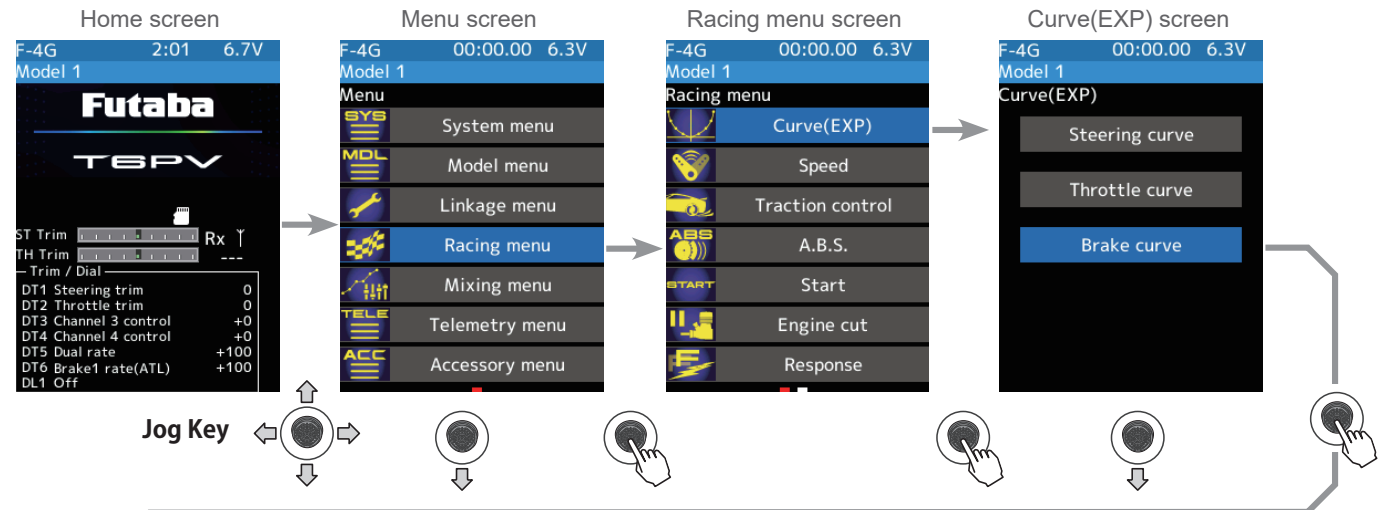 Home screen
F-4G 2:01 6.7V
Model 1
Futaba
T6PV
ST Trim
Rx
TH Trim
---
Trim / Dial
DT1 Steering trim 0
DT2 Throttle trim 0
DT3 Channel 3 control +0
DT4 Channel 4 control +0
DT5 Dual rate +100
DT6 Brake1 rate(ATL) +100
DL1 Off
Menu screen
F-4G 00:00.00 6.3V
Model 1
Menu
SYS System menu
MDL Model menu
Linkage menu
Racing menu
Mixing menu
TELE Telemetry menu
ACC Accessory menu
Racing menu screen
F-4G 00:00.00 6.3V
Model 1
Racing menu
Curve(EXP)
Speed
Traction control
ABS A.B.S.
START Start
Engine cut
Response
Curve(EXP) screen
F-4G 00:00.00 6.3V
Model 1
Curve(EXP)
Steering curve
Throttle curve
Brake curve
Jog Key